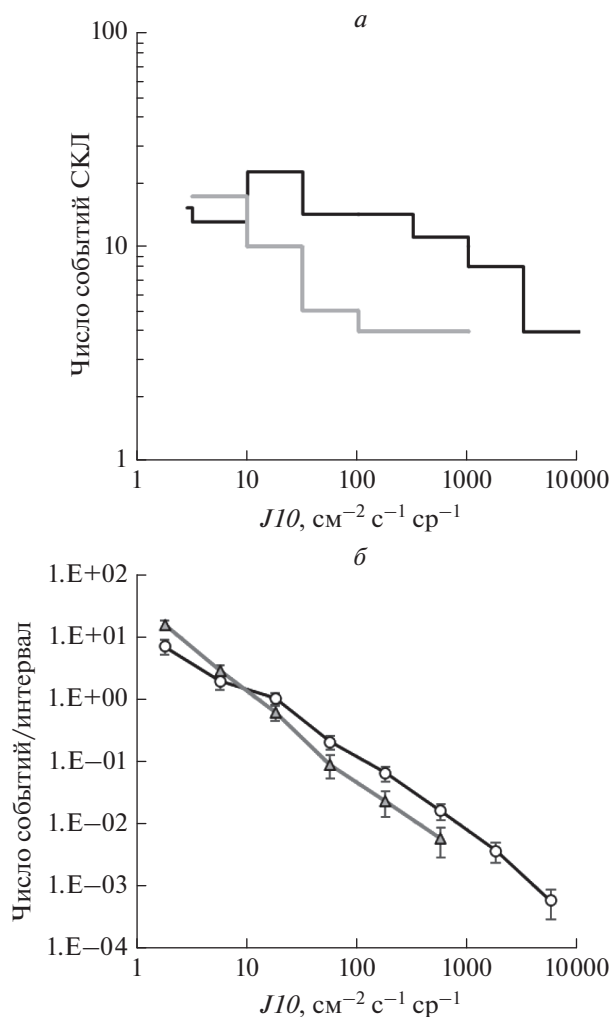 а
100
10
1
Число событий СКЛ
1 10 100 1000 10000
J10, см⁻² с⁻¹ ср⁻¹
б
1.E+02
1.E+01
1.E+00
1.E−01
1.E−02
1.E−03
1.E−04
Число событий/интервал
1 10 100 1000 10000
J10, см⁻² с⁻¹ ср⁻¹